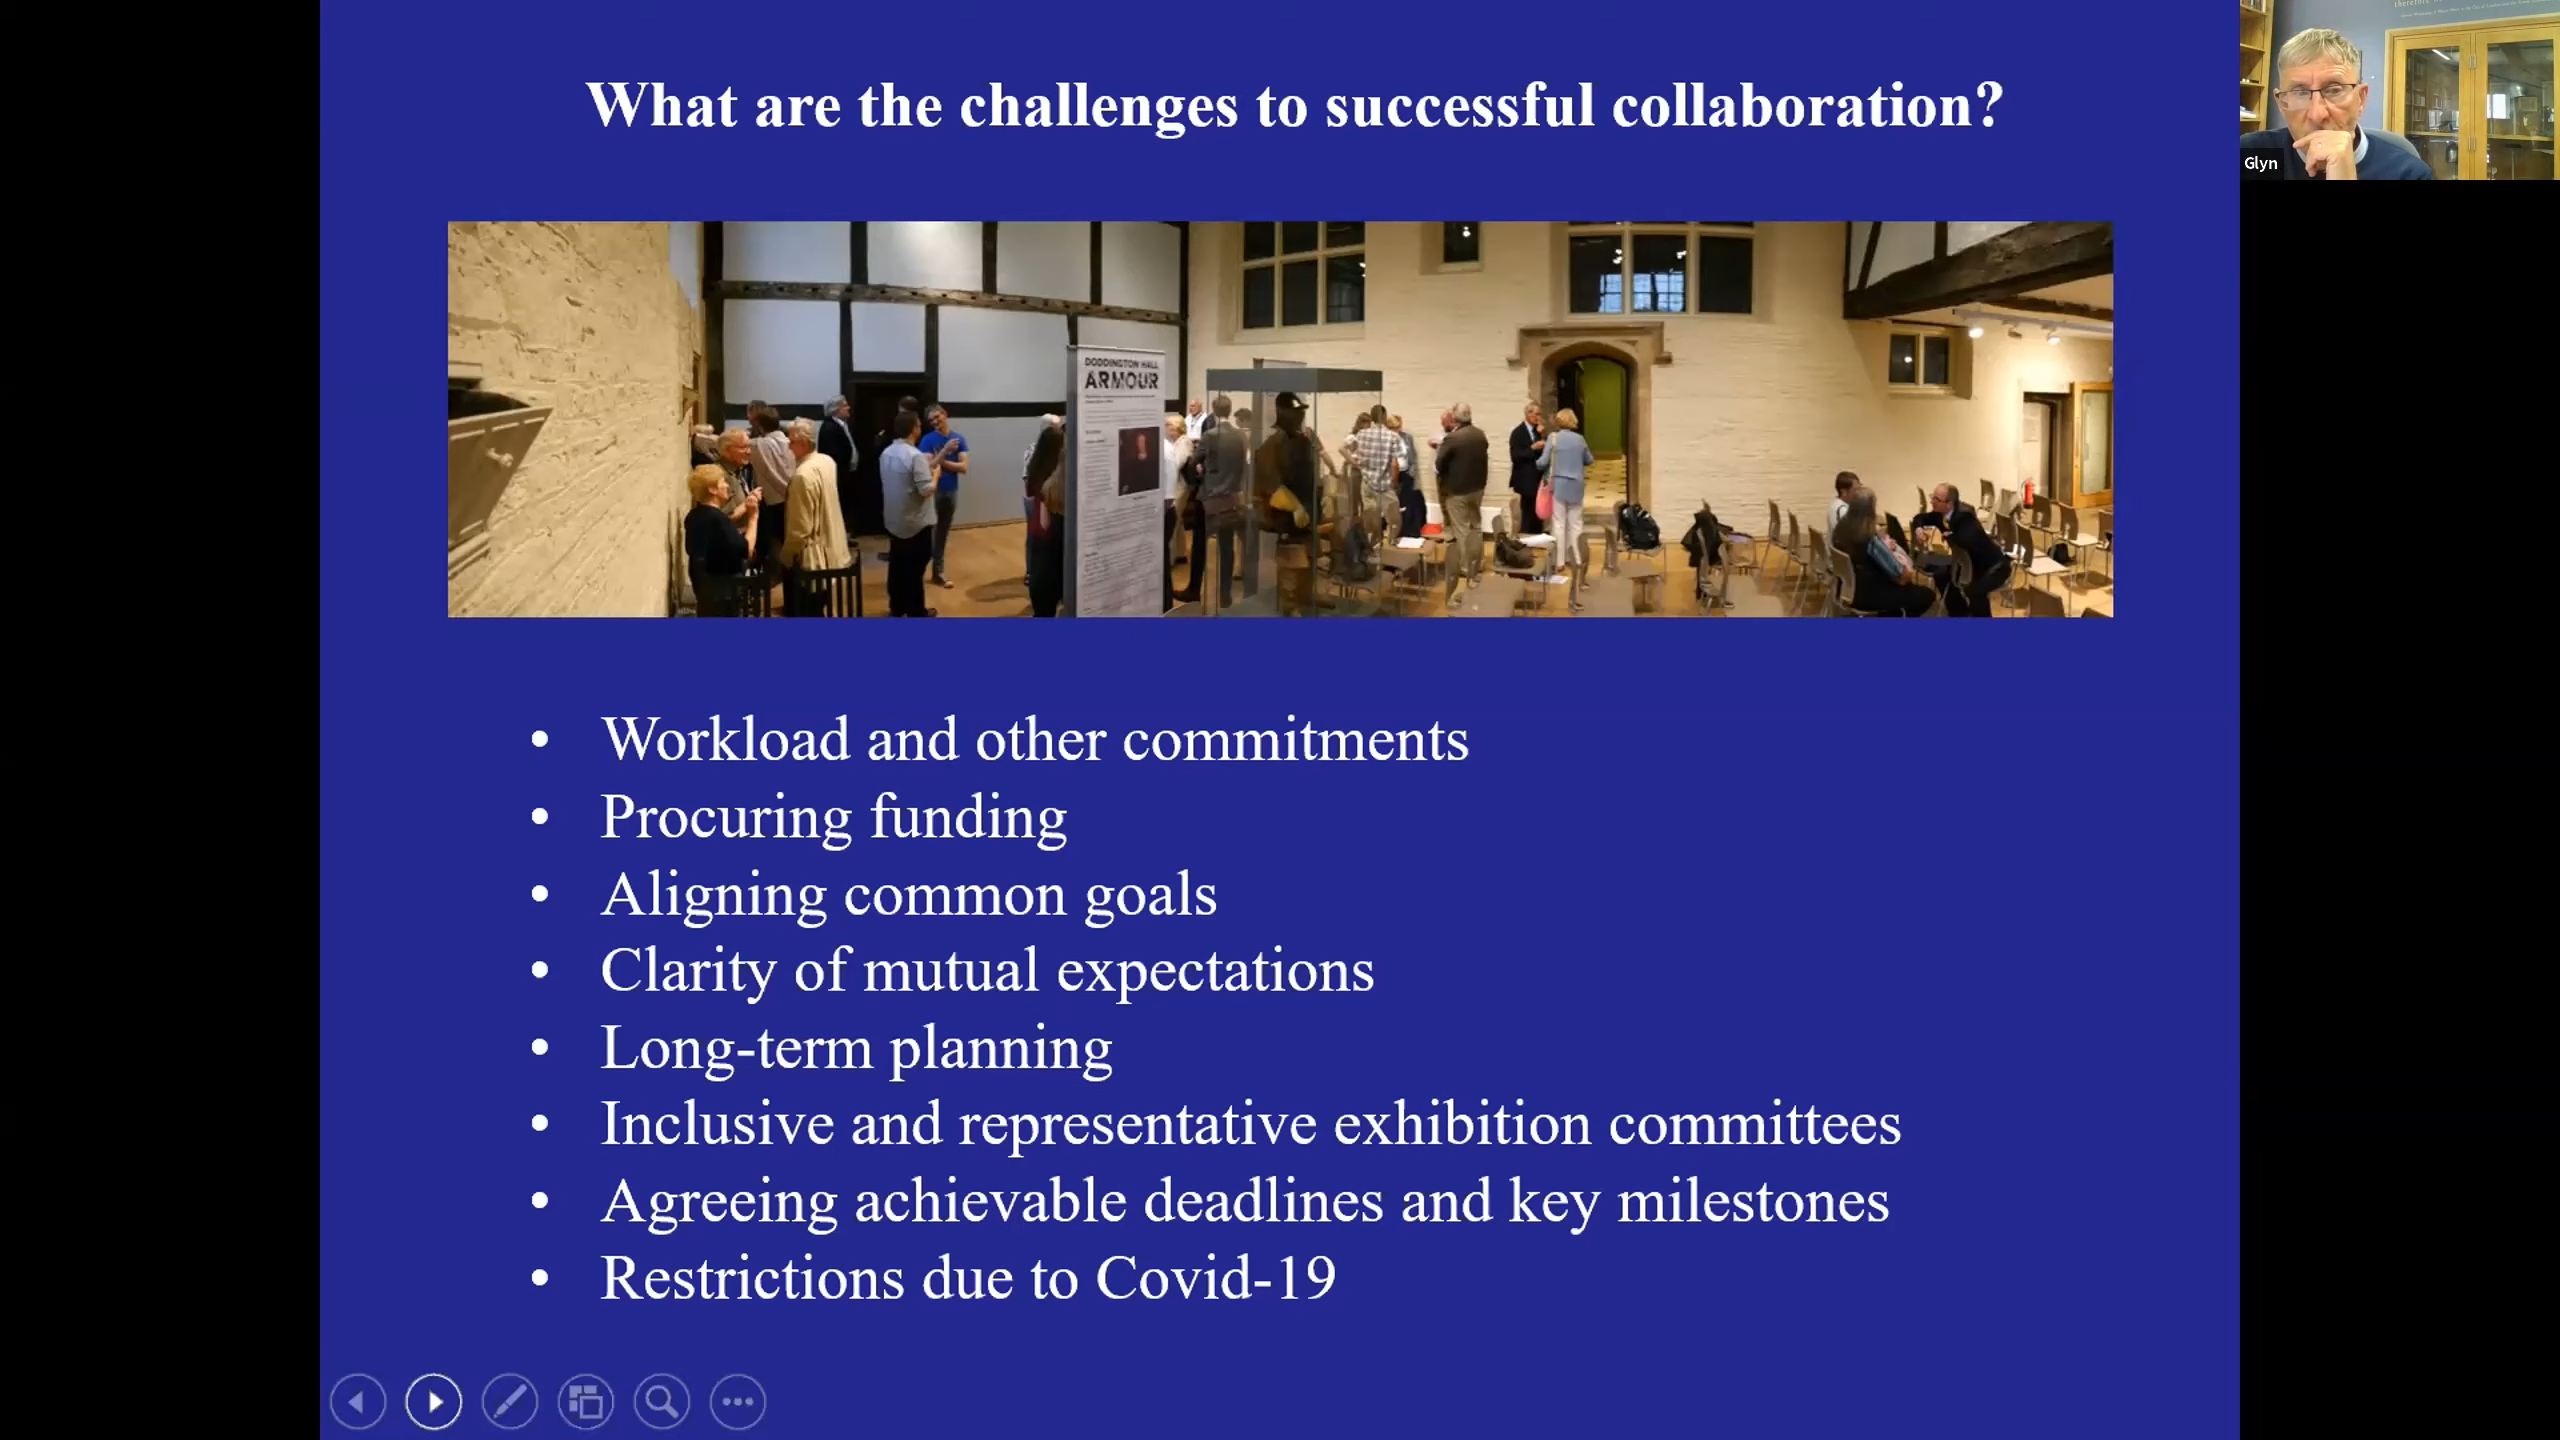 What are the challenges to successful collaboration?
Glyn
DODDINGTON HALL
ARMOUR
• Workload and other commitments
• Procuring funding
• Aligning common goals
• Clarity of mutual expectations
• Long-term planning
• Inclusive and representative exhibition committees
• Agreeing achievable deadlines and key milestones
• Restrictions due to Covid-19